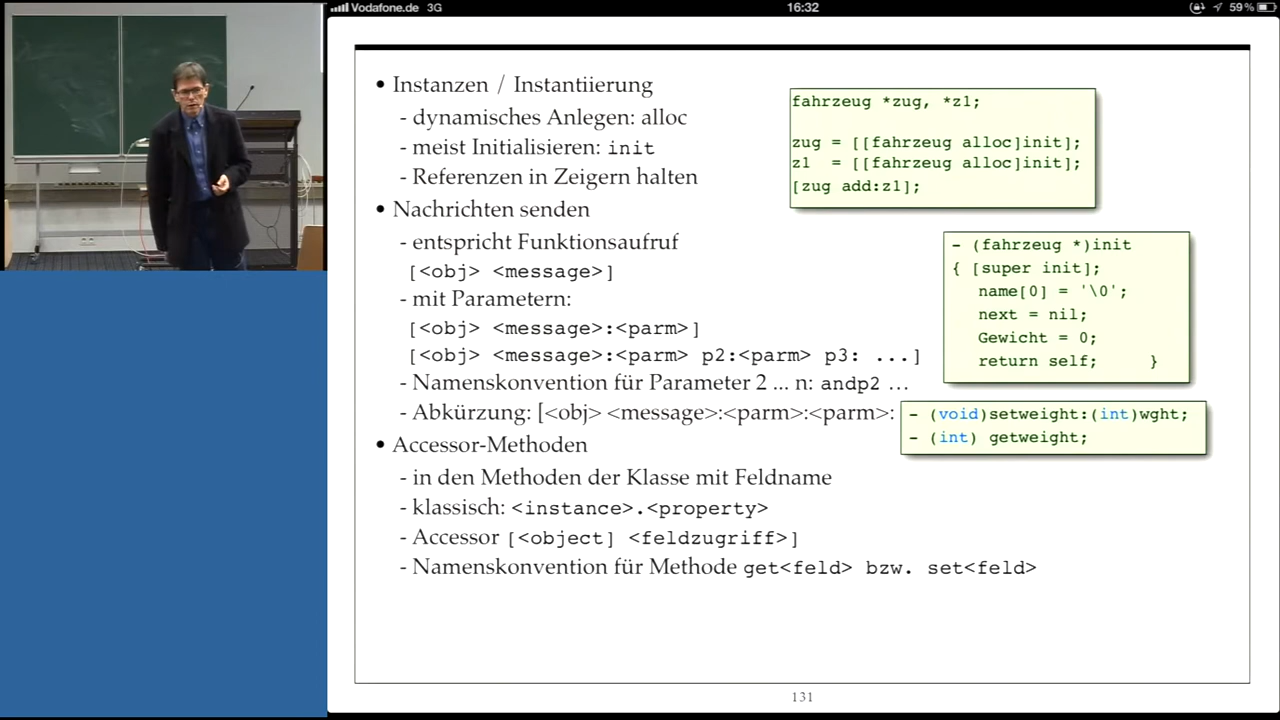 Vodafone.de 3G 16:32 59 %
• Instanzen / Instantiierung
- dynamisches Anlegen: alloc
- meist Initialisieren: init
- Referenzen in Zeigern halten
• Nachrichten senden
- entspricht Funktionsaufruf
[<obj> <message>]
- mit Parametern:
[<obj> <message>:<parm>]
[<obj> <message>:<parm> p2:<parm> p3: ...]
- Namenskonvention für Parameter 2 ... n: andp2 ...
- Abkürzung: [<obj> <message>:<parm>:<parm>:
• Accessor-Methoden
- in den Methoden der Klasse mit Feldname
- klassisch: <instance>.<property>
- Accessor [<object] <feldzugriff>]
- Namenskonvention für Methode get<feld> bzw. set<feld>
fahrzeug *zug, *z1;
zug = [[fahrzeug alloc]init];
z1 = [[fahrzeug alloc]init];
[zug add:z1];
- (fahrzeug *)init
{ [super init];
name[0] = '\0';
next = nil;
Gewicht = 0;
return self; }
- (void)setweight:(int)wght;
- (int) getweight;
131